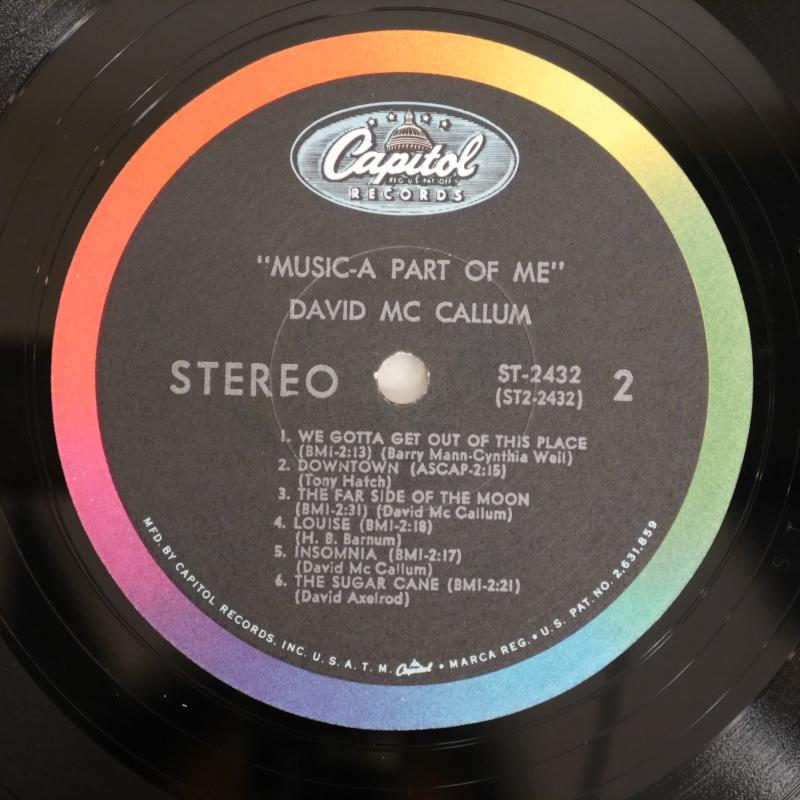 Capitol
REG. U.S. PAT. OFF.
RECORDS
"MUSIC-A PART OF ME"
DAVID MC CALLUM
STEREO
ST-2432
(ST2-2432)
2
1. WE GOTTA GET OUT OF THIS PLACE
(BMI-2:13) (Barry Mann-Cynthia Weil)
2. DOWNTOWN (ASCAP-2:15)
(Tony Hatch)
3. THE FAR SIDE OF THE MOON
(BMI-2:31) (David Mc Callum)
4. LOUISE (BMI-2:18)
(H. B. Barnum)
5. INSOMNIA (BMI-2:17)
(David Mc Callum)
6. THE SUGAR CANE (BMI-2:21)
(David Axelrod)
MFD. BY CAPITOL RECORDS, INC. U. S. A. T. M. Capitol • MARCA REG. • U. S. PAT. NO. 2,631,859